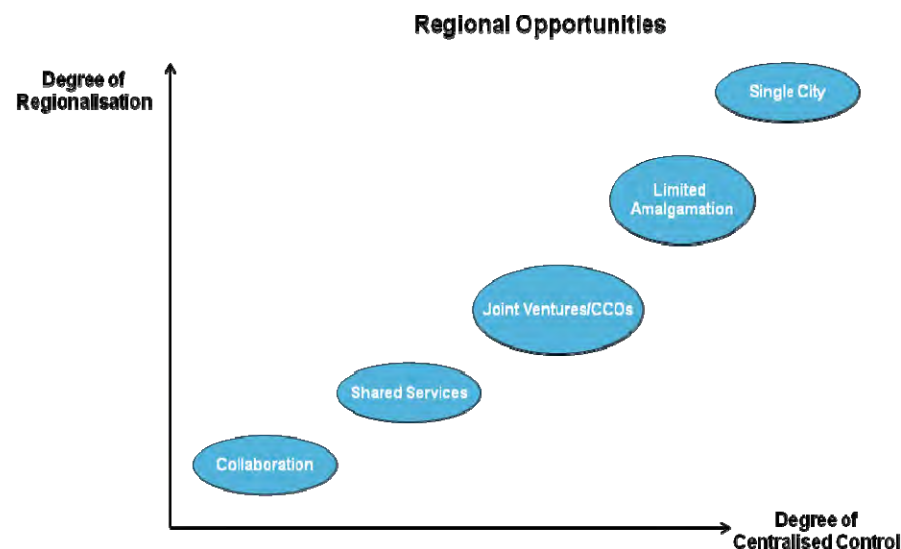 Regional Opportunities
Degree of
Regionalisation
Single City
Limited
Amalgamation
Joint Ventures/CCOs
Shared Services
Collaboration
Degree of
Centralised Control